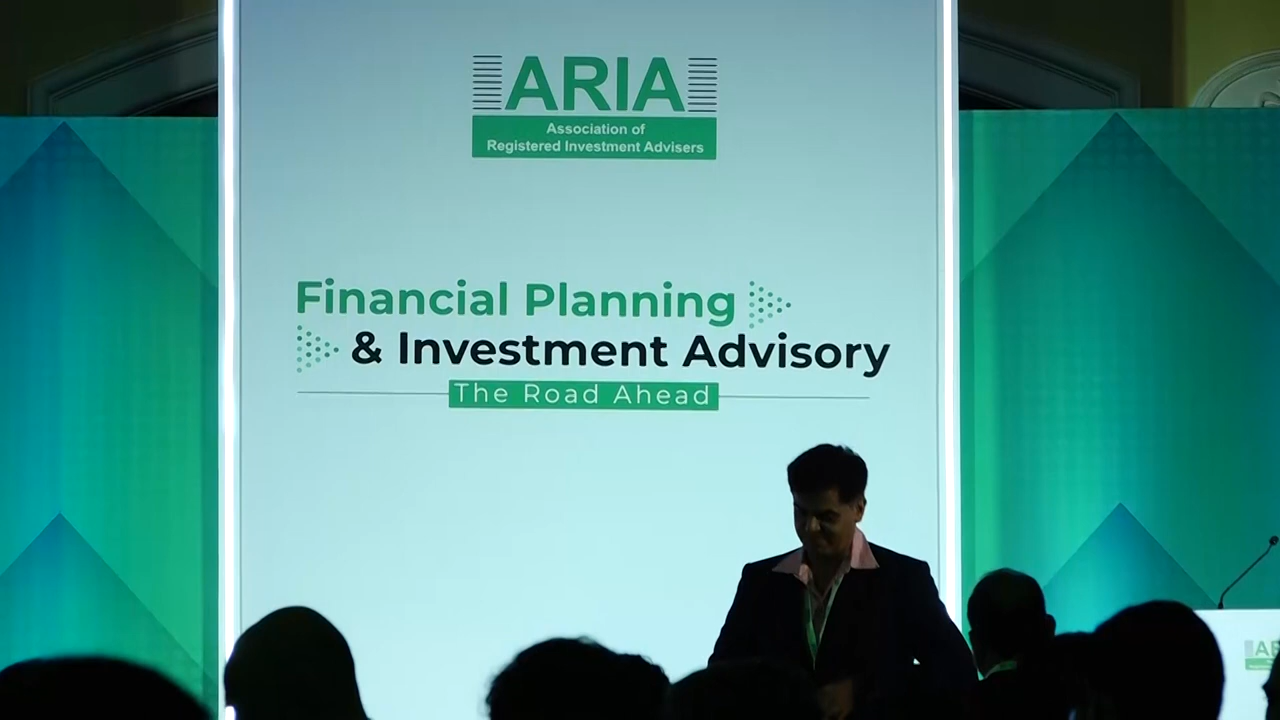 ARIA
Association of
Registered Investment Advisers
Financial Planning
& Investment Advisory
The Road Ahead